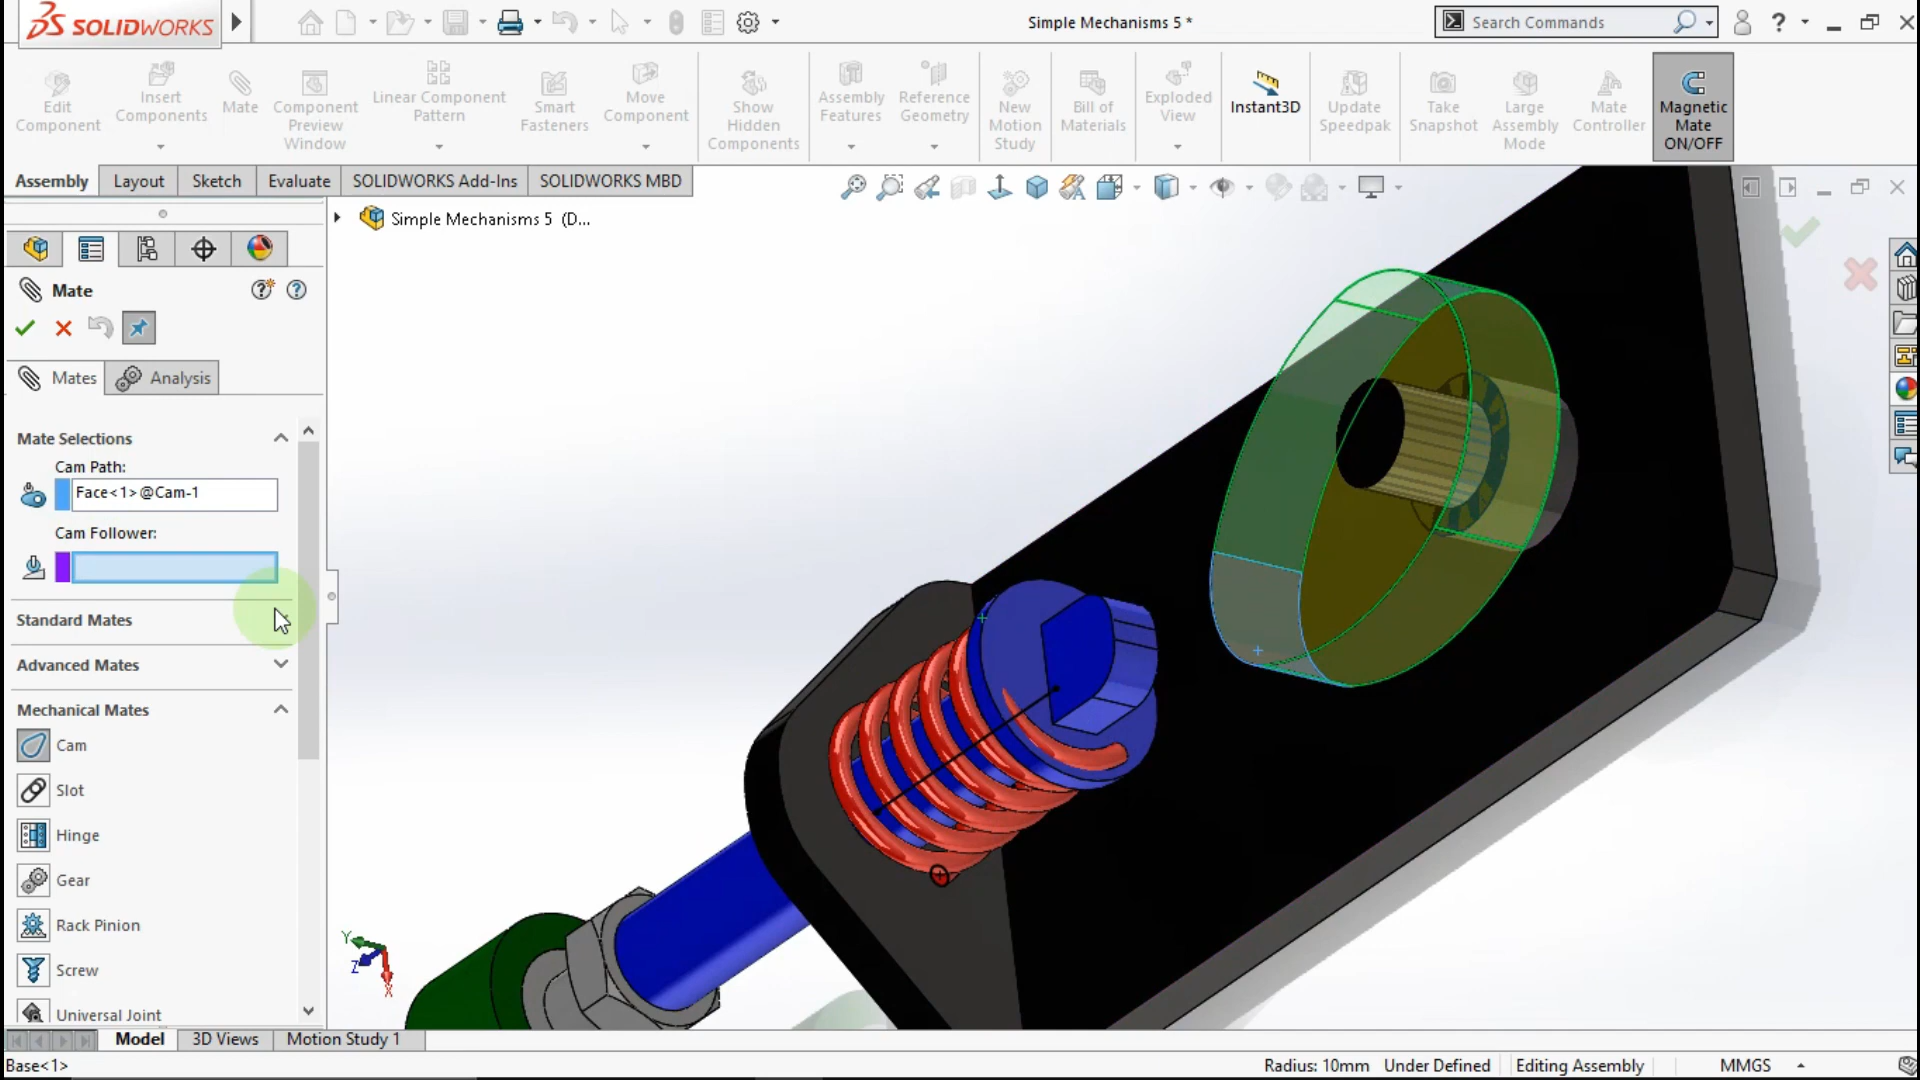 SOLIDWORKS
Simple Mechanisms 5 *
Search Commands
Edit
Component
Insert
Components
Mate
Component
Preview
Window
Linear Component
Pattern
Smart
Fasteners
Move
Component
Show
Hidden
Components
Assembly
Features
Reference
Geometry
New
Motion
Study
Bill of
Materials
Exploded
View
Instant3D
Update
Speedpak
Take
Snapshot
Large
Assembly
Mode
Mate
Controller
Magnetic
Mate
ON/OFF
Assembly
Layout
Sketch
Evaluate
SOLIDWORKS Add-Ins
SOLIDWORKS MBD
Simple Mechanisms 5 (D...
Mate
Mates
Analysis
Mate Selections
Cam Path:
Face<1>@Cam-1
Cam Follower:
Standard Mates
Advanced Mates
Mechanical Mates
Cam
Slot
Hinge
Gear
Rack Pinion
Screw
Universal Joint
Y
Z
X
Model
3D Views
Motion Study 1
Base<1>
Radius: 10mm
Under Defined
Editing Assembly
MMGS